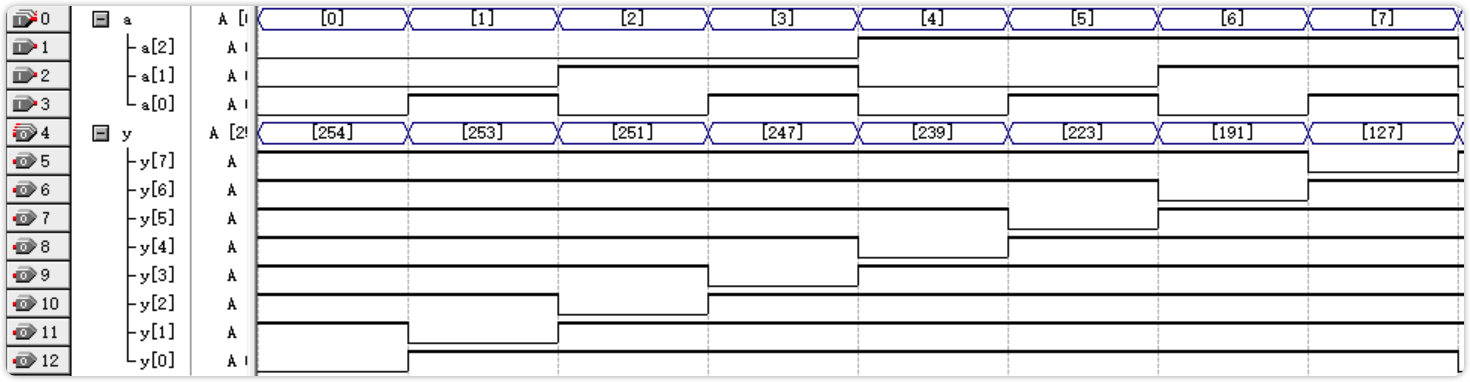 0 a A [ [0] [1] [2] [3] [4] [5] [6] [7]
1 a[2] A
2 a[1] A
3 a[0] A
4 y A [2 [254] [253] [251] [247] [239] [223] [191] [127]
5 y[7] A
6 y[6] A
7 y[5] A
8 y[4] A
9 y[3] A
10 y[2] A
11 y[1] A
12 y[0] A